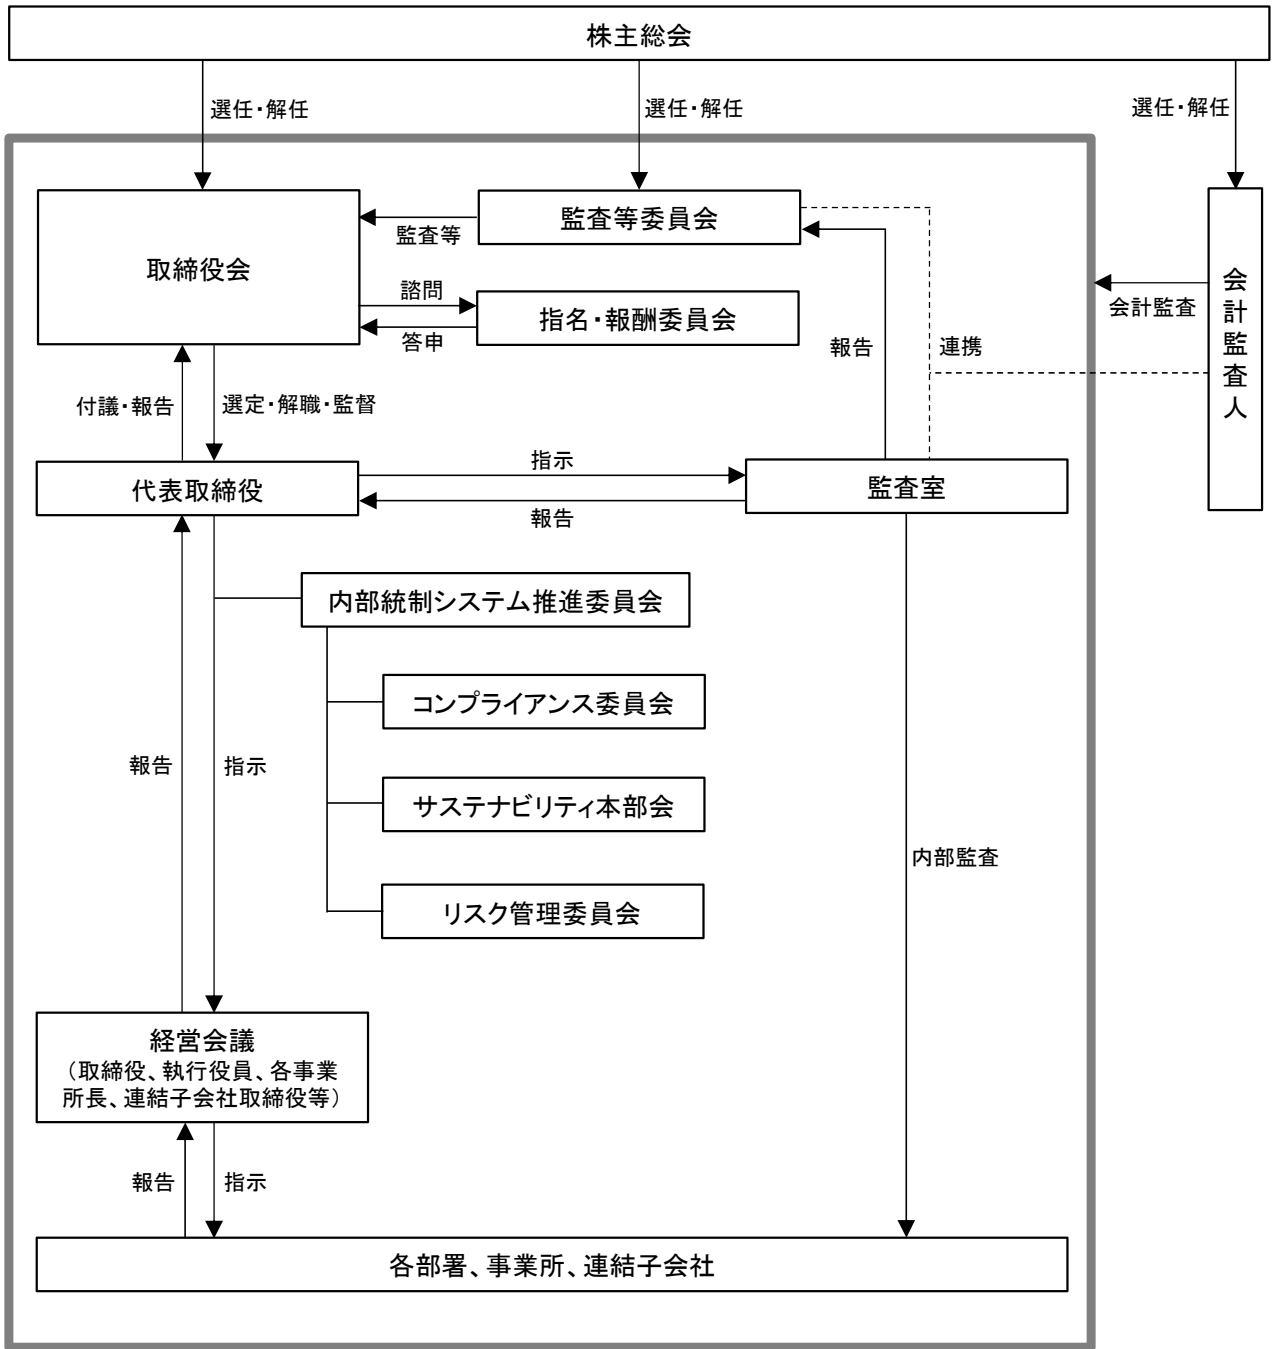 株主総会
選任・解任
選任・解任
選任・解任
取締役会
監査等委員会
監査等
諮問
答申
指名・報酬委員会
報告
連携
会計監査
会計監査人
付議・報告
選定・解職・監督
代表取締役
指示
報告
監査室
内部統制システム推進委員会
コンプライアンス委員会
サステナビリティ本部会
リスク管理委員会
報告
指示
内部監査
経営会議
（取締役、執行役員、各事業
所長、連結子会社取締役等）
報告
指示
各部署、事業所、連結子会社